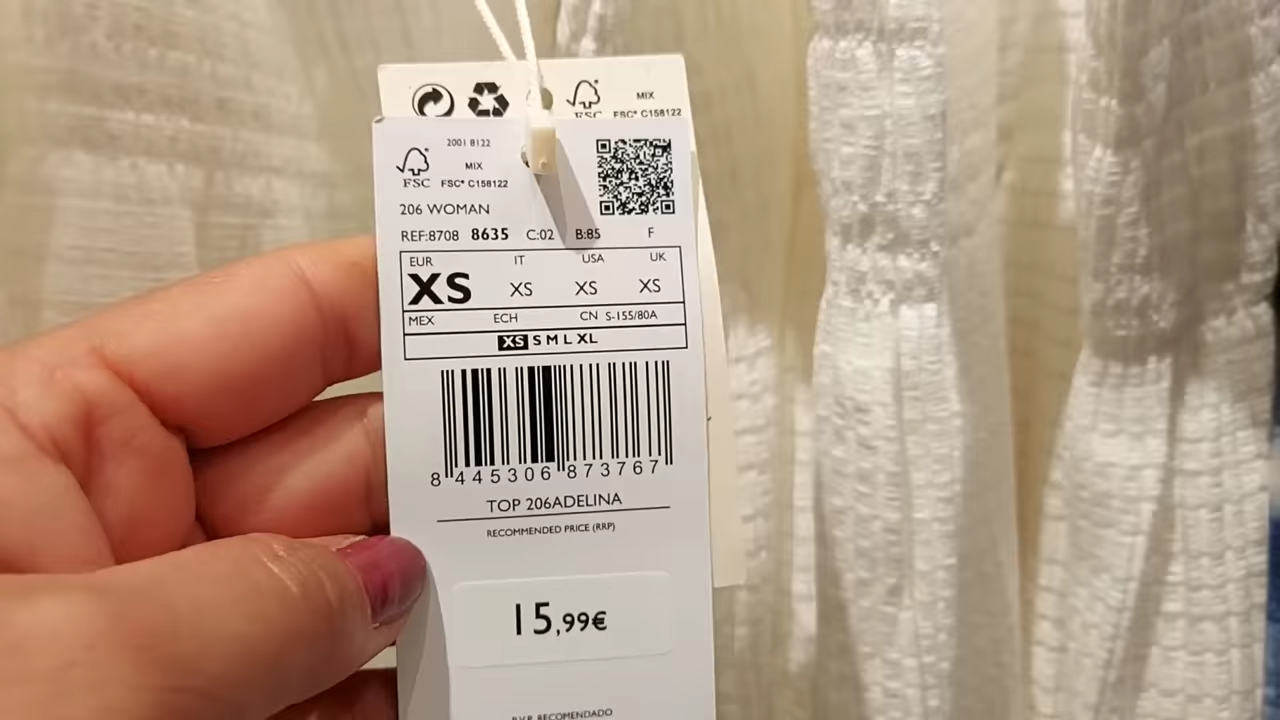 MIX
FSC
FSC® C158122
2001 8122
MIX
FSC
FSC® C158122
206 WOMAN
REF:8708 8635 C:02 B:85 F
EUR IT USA UK
XS XS XS XS
MEX ECH CN S-155/80A
XS S M L XL
8 445306 873767
TOP 206ADELINA
RECOMMENDED PRICE (RRP)
15,99€
P.V.P. RECOMENDADO